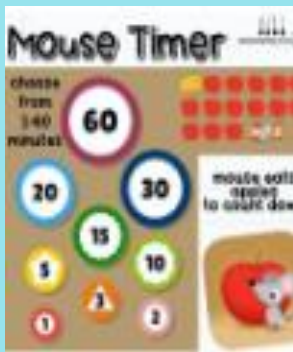 Mouse Timer
choose
from
1-60
minutes
60
20
30
15
5
10
3
1
2
mouse eats
apples
to count down